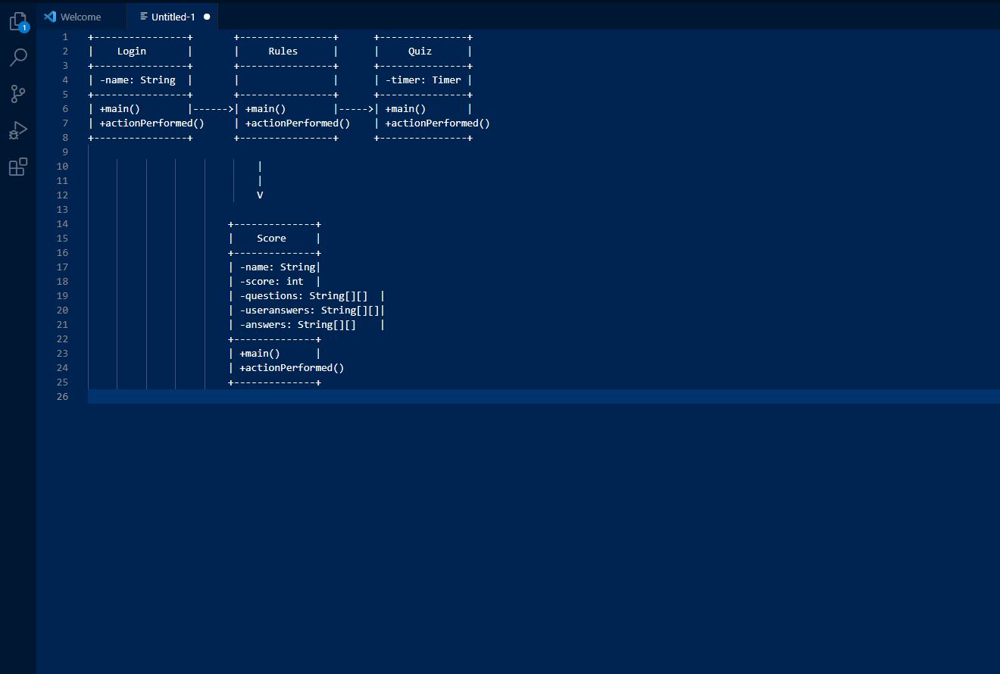 Welcome
Untitled-1
1
1 +----------------+       +----------------+      +---------------+
2 |    Login       |       |     Rules      |      |     Quiz      |
3 +----------------+       +----------------+      +---------------+
4 | -name: String  |       |                |      | -timer: Timer |
5 +----------------+       +----------------+      +---------------+
6 | +main()        |------>| +main()        |----->| +main()       |
7 | +actionPerformed()     | +actionPerformed()    | +actionPerformed()
8 +----------------+       +----------------+      +---------------+
9
10                             |
11                             |
12                             v
13
14                        +--------------+
15                        |    Score     |
16                        +--------------+
17                        | -name: String|
18                        | -score: int  |
19                        | -questions: String[][]  |
20                        | -useranswers: String[][]|
21                        | -answers: String[][]    |
22                        +--------------+
23                        | +main()      |
24                        | +actionPerformed()
25                        +--------------+
26